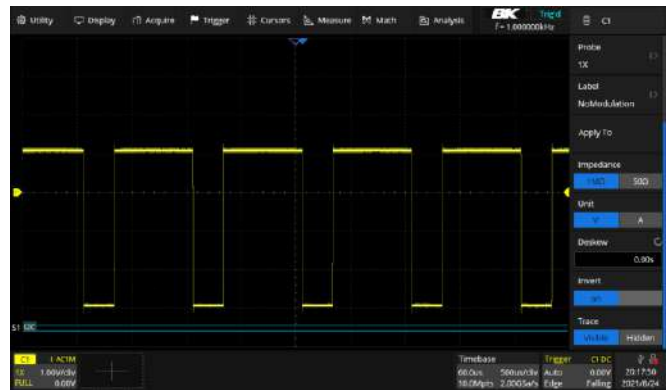 Utility Display Acquire Trigger Cursors Measure Math Analysis
BK Trig'd
f = 1.000000kHz
C1
Probe
1X
Label
NoModulation
Apply To
Impedance
1MΩ 50Ω
Unit
V A
Deskew
0.00s
Invert
on
Trace
Visible Hidden
S1 I2C
C1 AC1M
1X 1.00V/div
FULL 0.00V
Timebase
500us/div
10.0Mpts 2.00GSa/s
Trigger C1 DC
Auto 0.00V
Edge Falling
20:17:50
2021/8/24